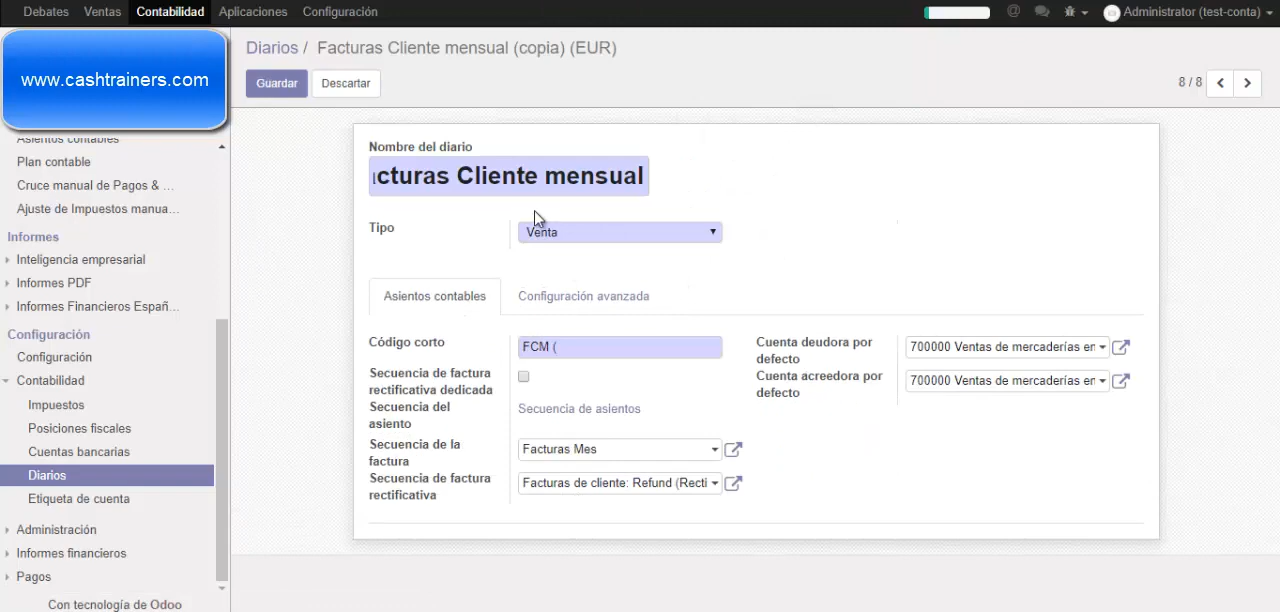 Debates Ventas Contabilidad Aplicaciones Configuración
@ Administrator (test-conta)
www.cashtrainers.com
Diarios / Facturas Cliente mensual (copia) (EUR)
Guardar Descartar
8 / 8
Asientos contables
Plan contable
Cruce manual de Pagos & ...
Ajuste de Impuestos manua...
Informes
Inteligencia empresarial
Informes PDF
Informes Financieros Españ...
Configuración
Configuración
Contabilidad
Impuestos
Posiciones fiscales
Cuentas bancarias
Diarios
Etiqueta de cuenta
Administración
Informes financieros
Pagos
Con tecnología de Odoo
Nombre del diario
acturas Cliente mensual
Tipo
Venta
Asientos contables Configuración avanzada
Código corto
FCM (
Secuencia de factura
rectificativa dedicada
Secuencia del
asiento
Secuencia de asientos
Secuencia de la
factura
Facturas Mes
Secuencia de factura
rectificativa
Facturas de cliente: Refund (Recti
Cuenta deudora por
defecto
700000 Ventas de mercaderías en
Cuenta acreedora por
defecto
700000 Ventas de mercaderías en